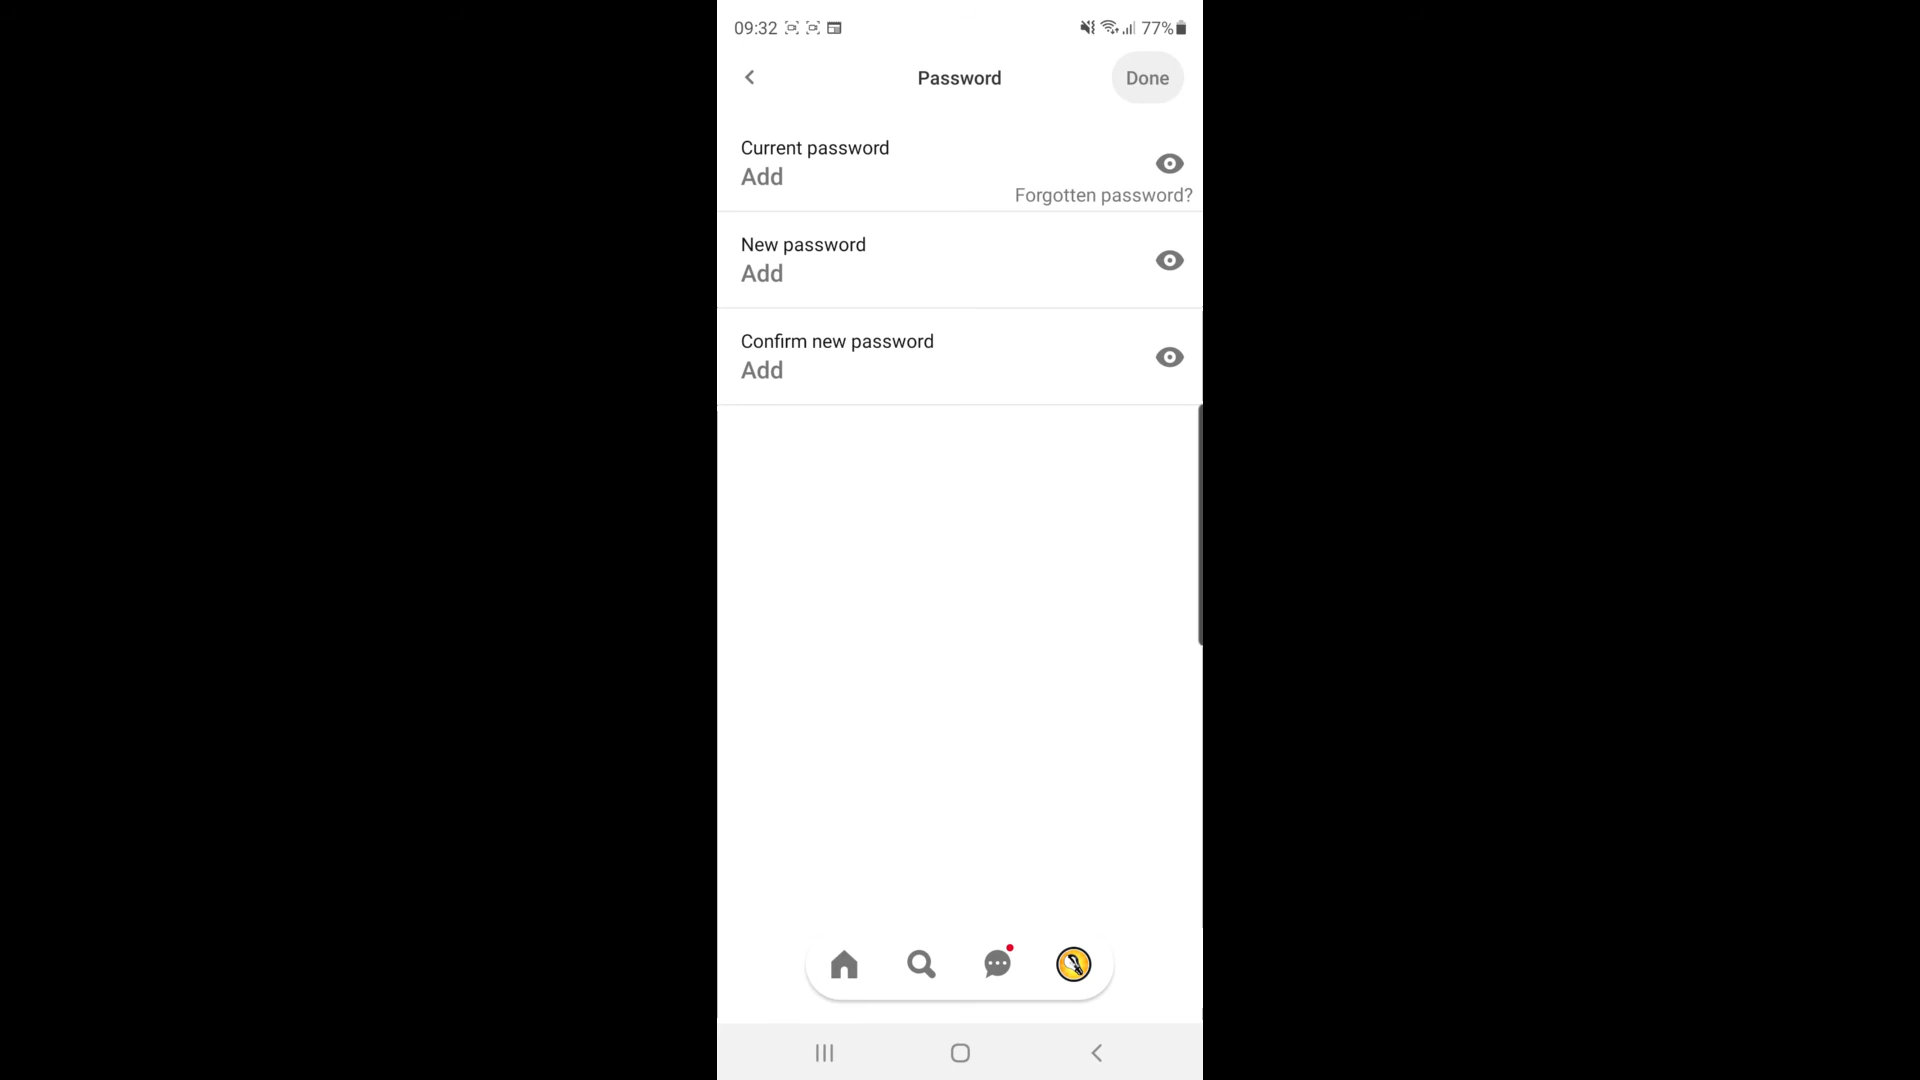 09:32
77%
Password
Done
Current password
Add
Forgotten password?
New password
Add
Confirm new password
Add